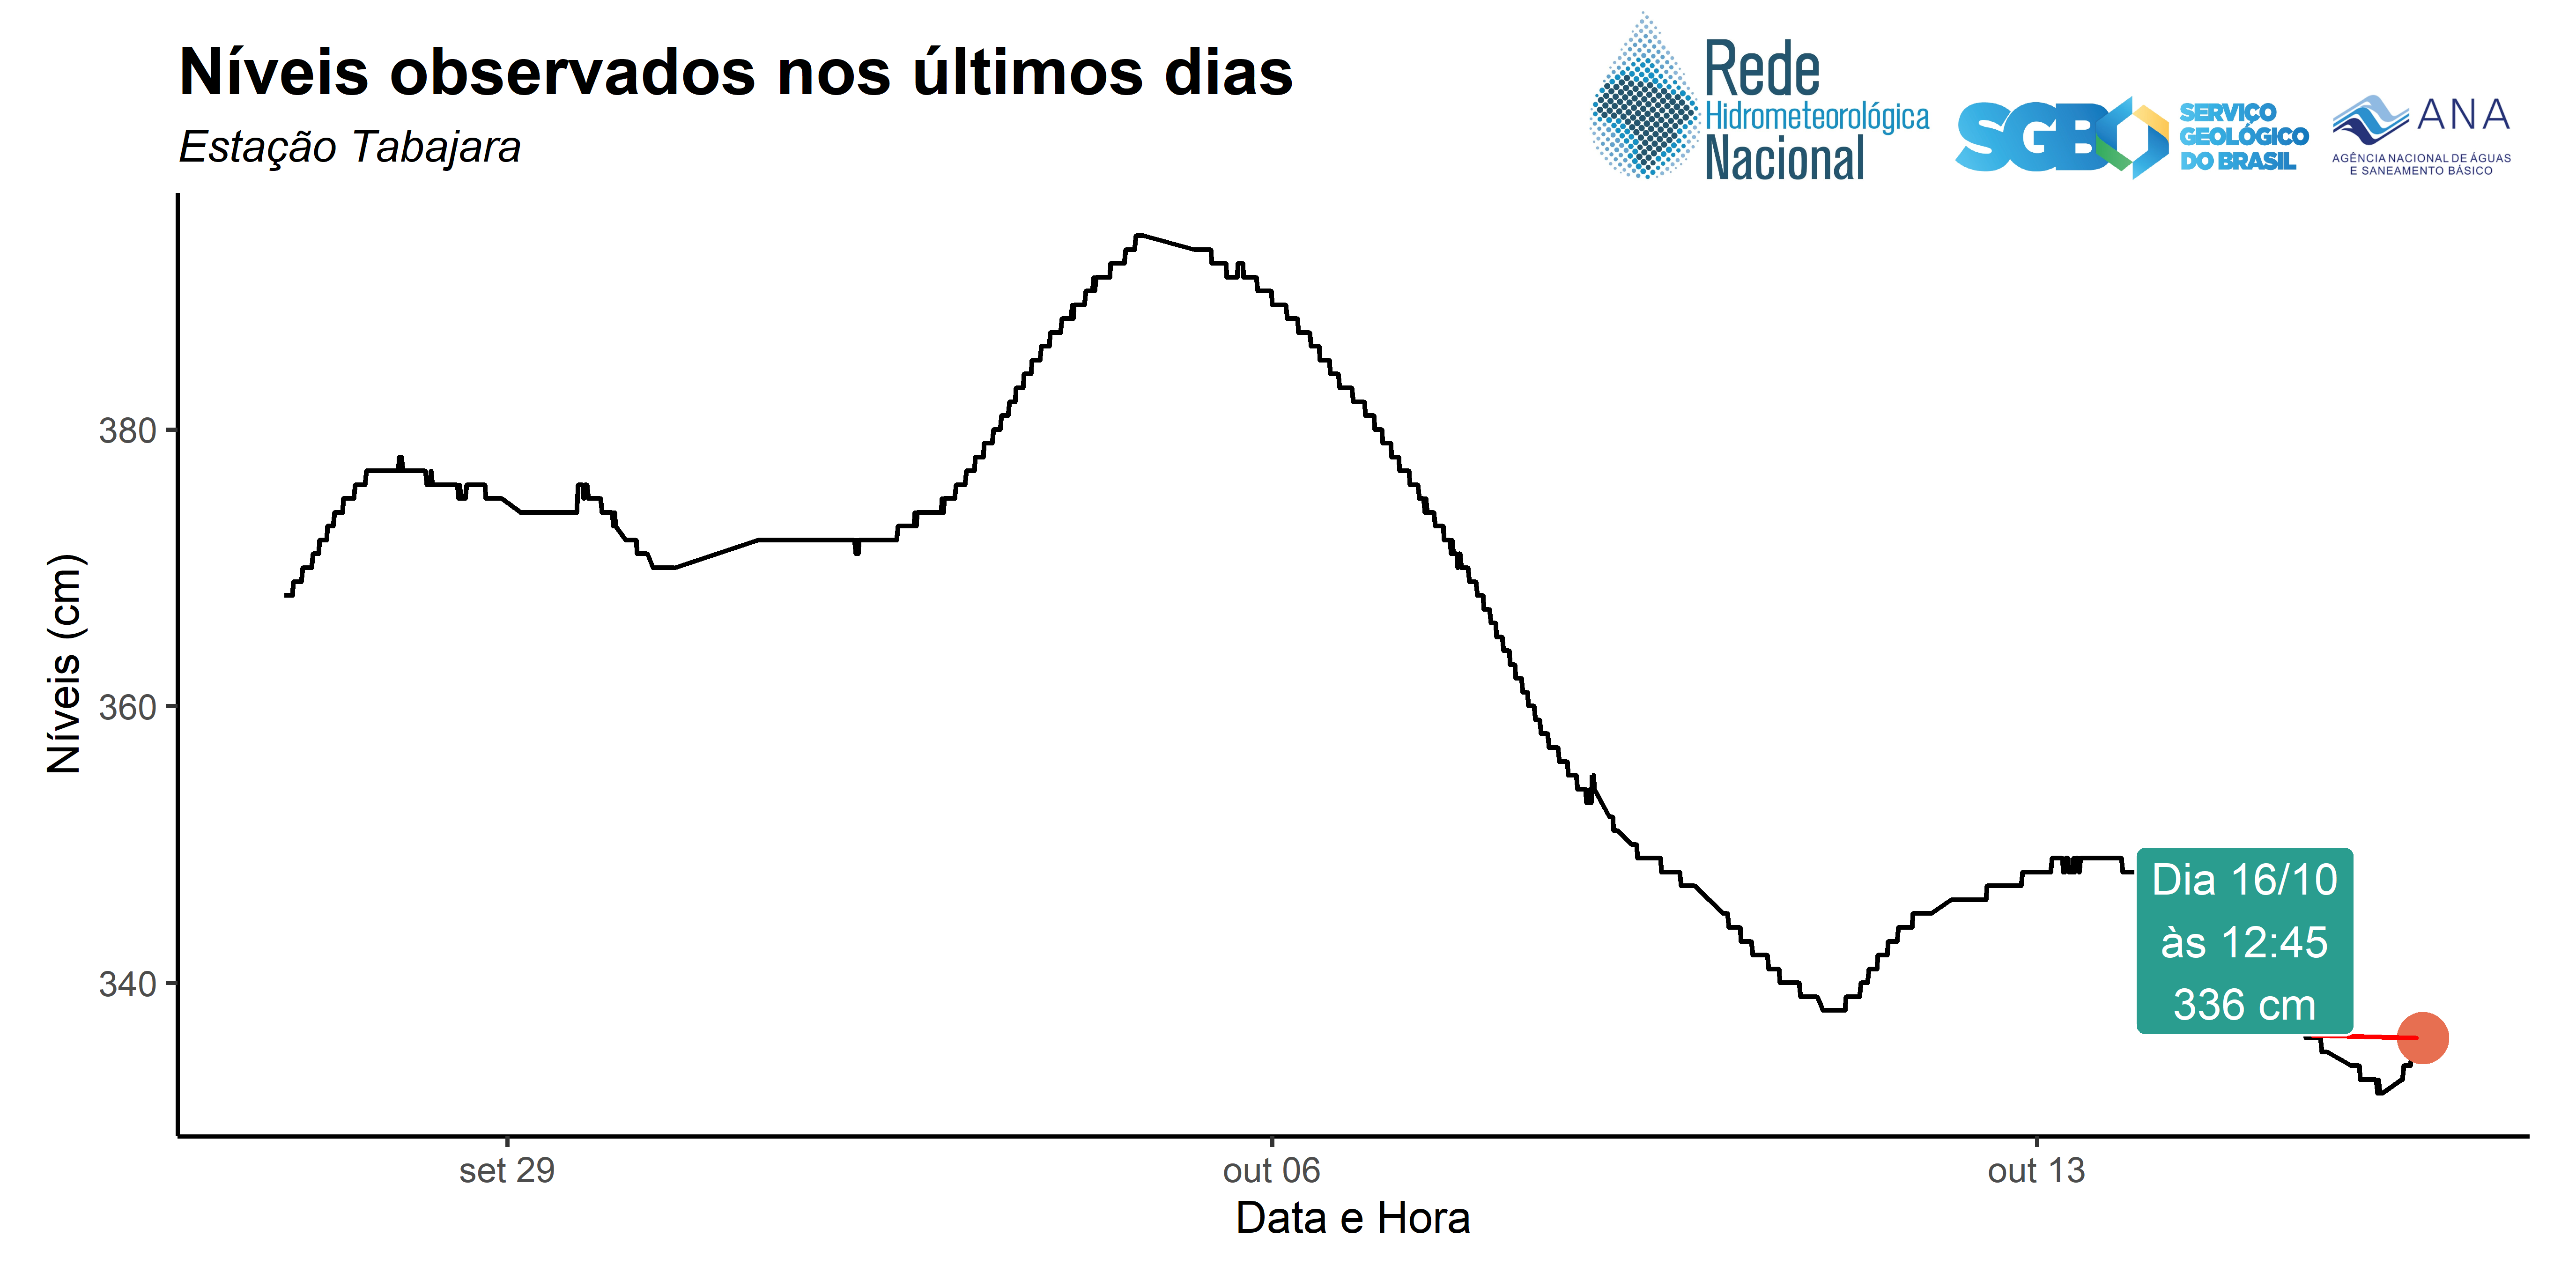 Níveis observados nos últimos dias
Estação Tabajara
Rede
Hidrometeorológica
Nacional
SGB
SERVIÇO
GEOLÓGICO
DO BRASIL
ANA
AGÊNCIA NACIONAL DE ÁGUAS
E SANEAMENTO BÁSICO
Níveis (cm)
380
360
340
Dia 16/10
às 12:45
336 cm
set 29
out 06
out 13
Data e Hora